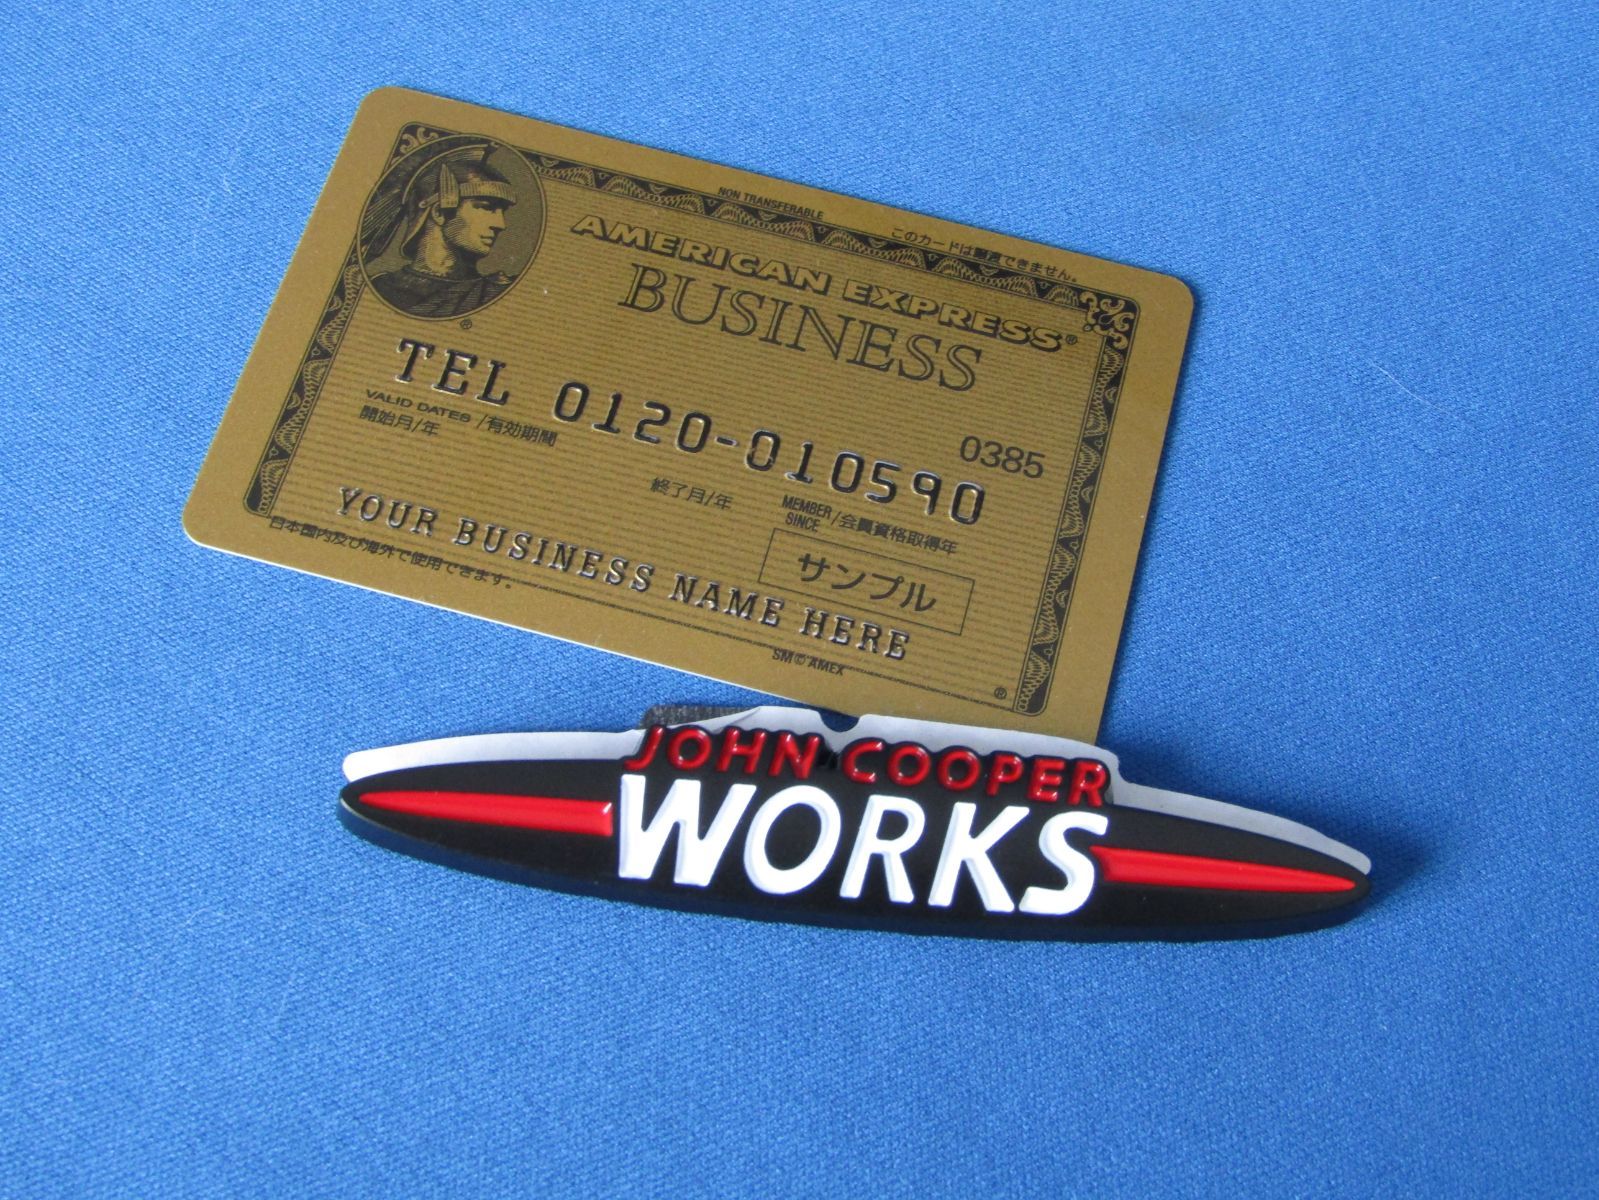 NON TRANSFERABLE
このカードは譲渡できません。
AMERICAN EXPRESS®
BUSINESS
®
0385
TEL 0120-010590
VALID DATES /有効期間
開始月/年
終了月/年
MEMBER SINCE /会員資格取得年
サンプル
YOUR BUSINESS NAME HERE
日本国内及び海外で使用できます。
SM© AMEX
®
JOHN COOPER
WORKS